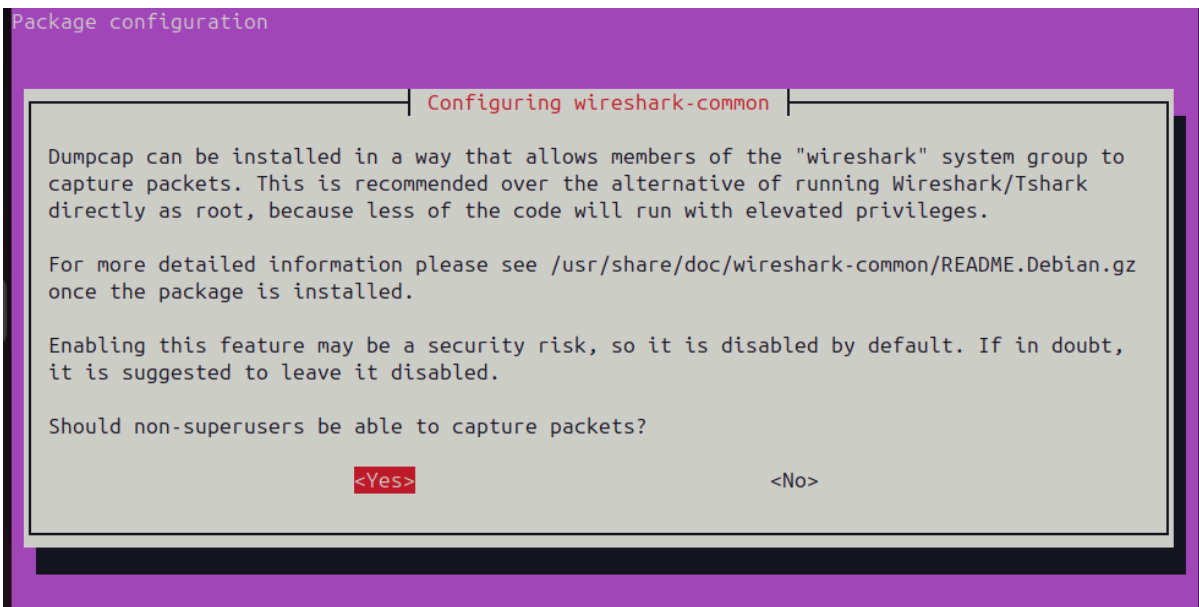 Package configuration
Configuring wireshark-common
Dumpcap can be installed in a way that allows members of the "wireshark" system group to
capture packets. This is recommended over the alternative of running Wireshark/Tshark
directly as root, because less of the code will run with elevated privileges.
For more detailed information please see /usr/share/doc/wireshark-common/README.Debian.gz
once the package is installed.
Enabling this feature may be a security risk, so it is disabled by default. If in doubt,
it is suggested to leave it disabled.
Should non-superusers be able to capture packets?
<Yes> <No>